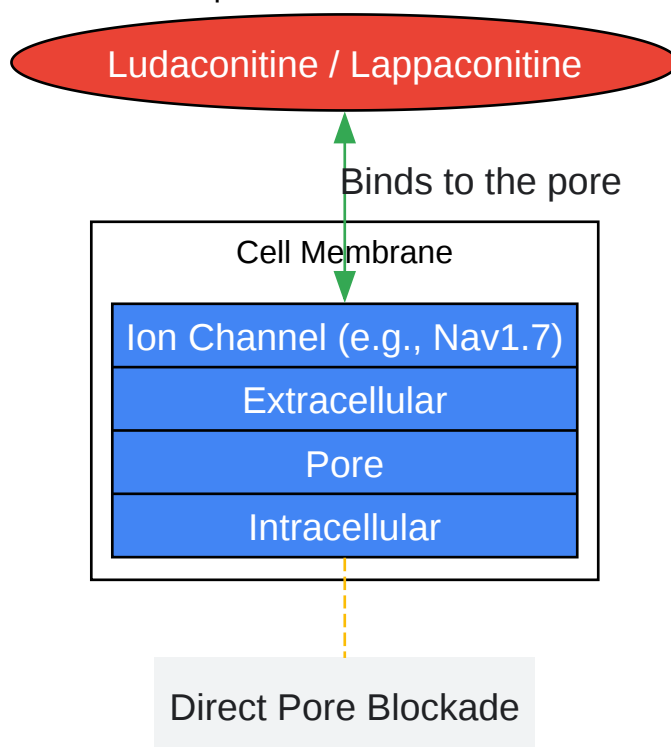 Ludaconitine / Lappaconitine
Binds to the pore
Cell Membrane
Ion Channel (e.g., Nav1.7)
Extracellular
Pore
Intracellular
Direct Pore Blockade